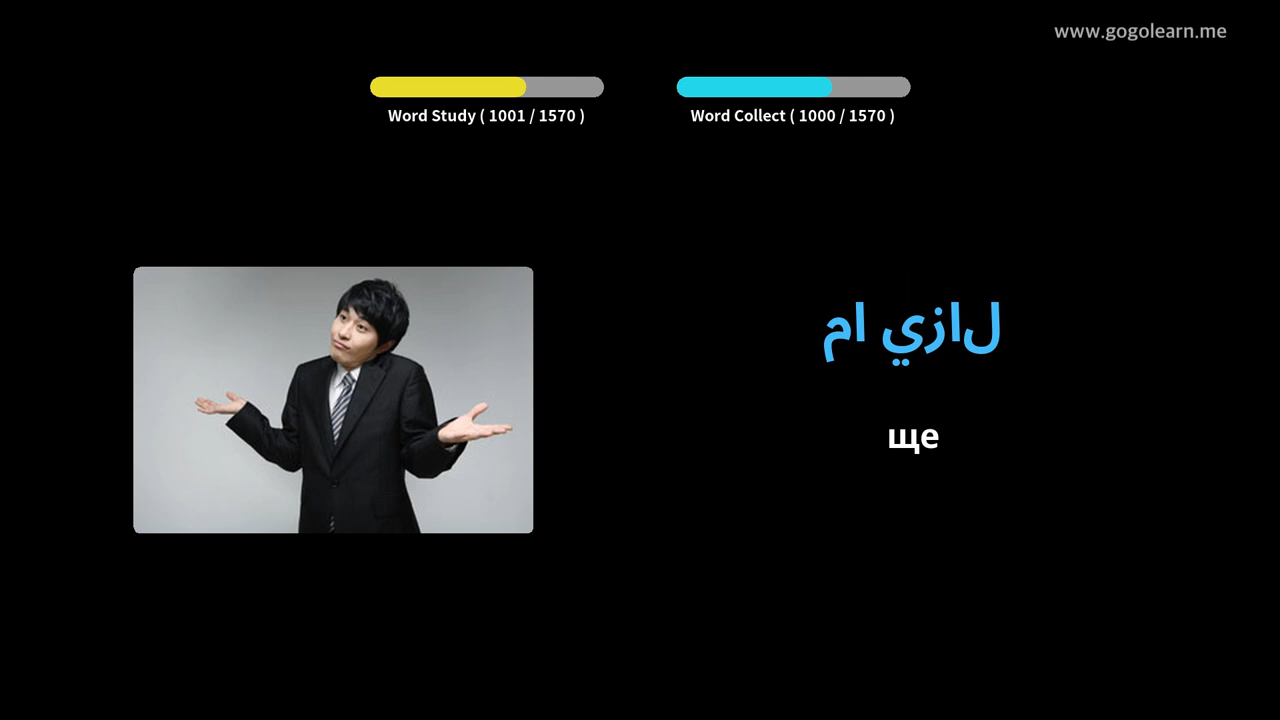 www.gogolearn.me
Word Study ( 1001 / 1570 )
Word Collect ( 1000 / 1570 )
لازي ام
ще